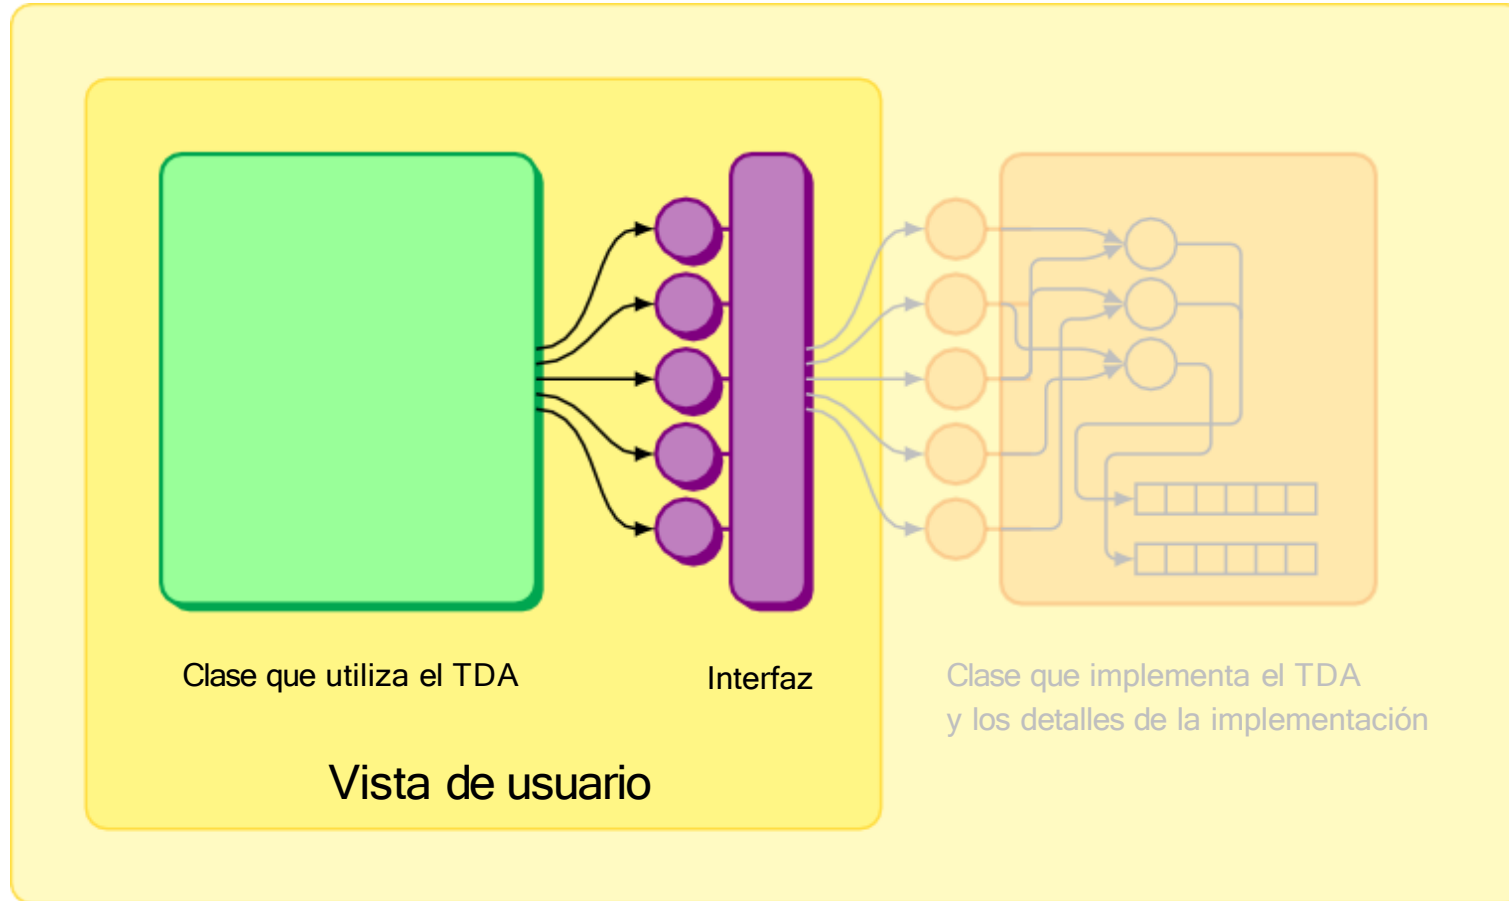 Clase que utiliza el TDA
Interfaz
Clase que implementa el TDA
y los detalles de la implementación
Vista de usuario